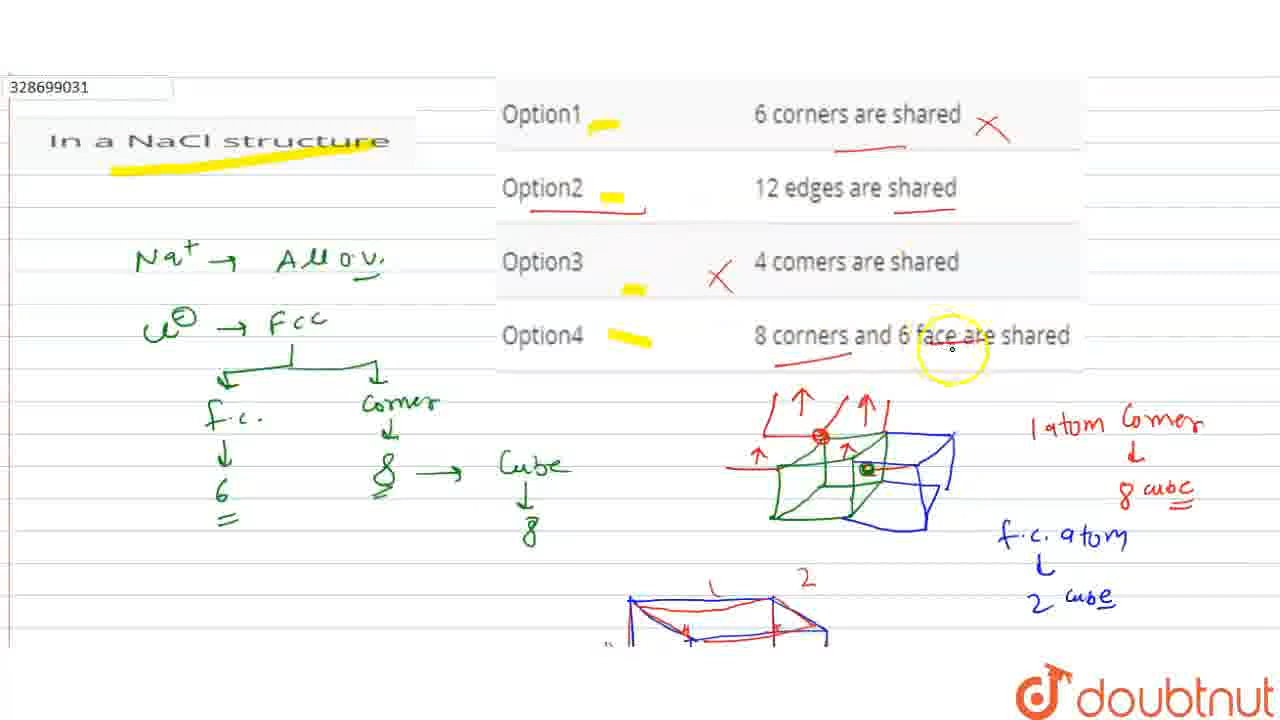 328699031
In a NaCl structure
Option1 6 corners are shared
Option2 12 edges are shared
Option3 4 comers are shared
Option4 8 corners and 6 face are shared
Na+ → All O.V.
Cl⊖ → Fcc
f.c. Corner
6 8 → Cube
8
1 atom Corner
8 cube
f.c. atom
2 cube
2
doubtnut